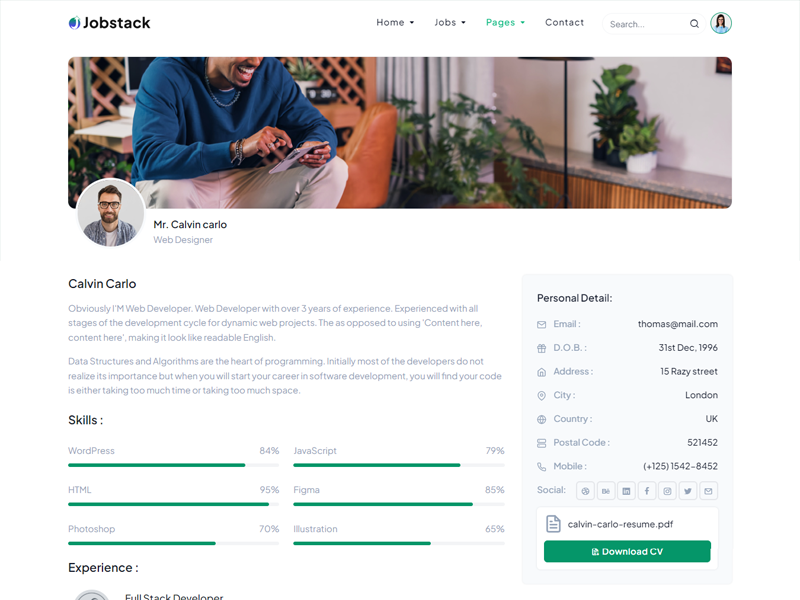 Jobstack
Home Jobs Pages Contact Search...
Mr. Calvin carlo
Web Designer
Calvin Carlo
Obviously I'M Web Developer. Web Developer with over 3 years of experience. Experienced with all
stages of the development cycle for dynamic web projects. The as opposed to using 'Content here,
content here', making it look like readable English.
Data Structures and Algorithms are the heart of programming. Initially most of the developers do not
realize its importance but when you will start your career in software development, you will find your code
is either taking too much time or taking too much space.
Skills :
WordPress 84%
JavaScript 79%
HTML 95%
Figma 85%
Photoshop 70%
Illustration 65%
Experience :
Full Stack Developer
Personal Detail:
Email : thomas@mail.com
D.O.B. : 31st Dec, 1996
Address : 15 Razy street
City : London
Country : UK
Postal Code : 521452
Mobile : (+125) 1542-8452
Social:
calvin-carlo-resume.pdf
Download CV